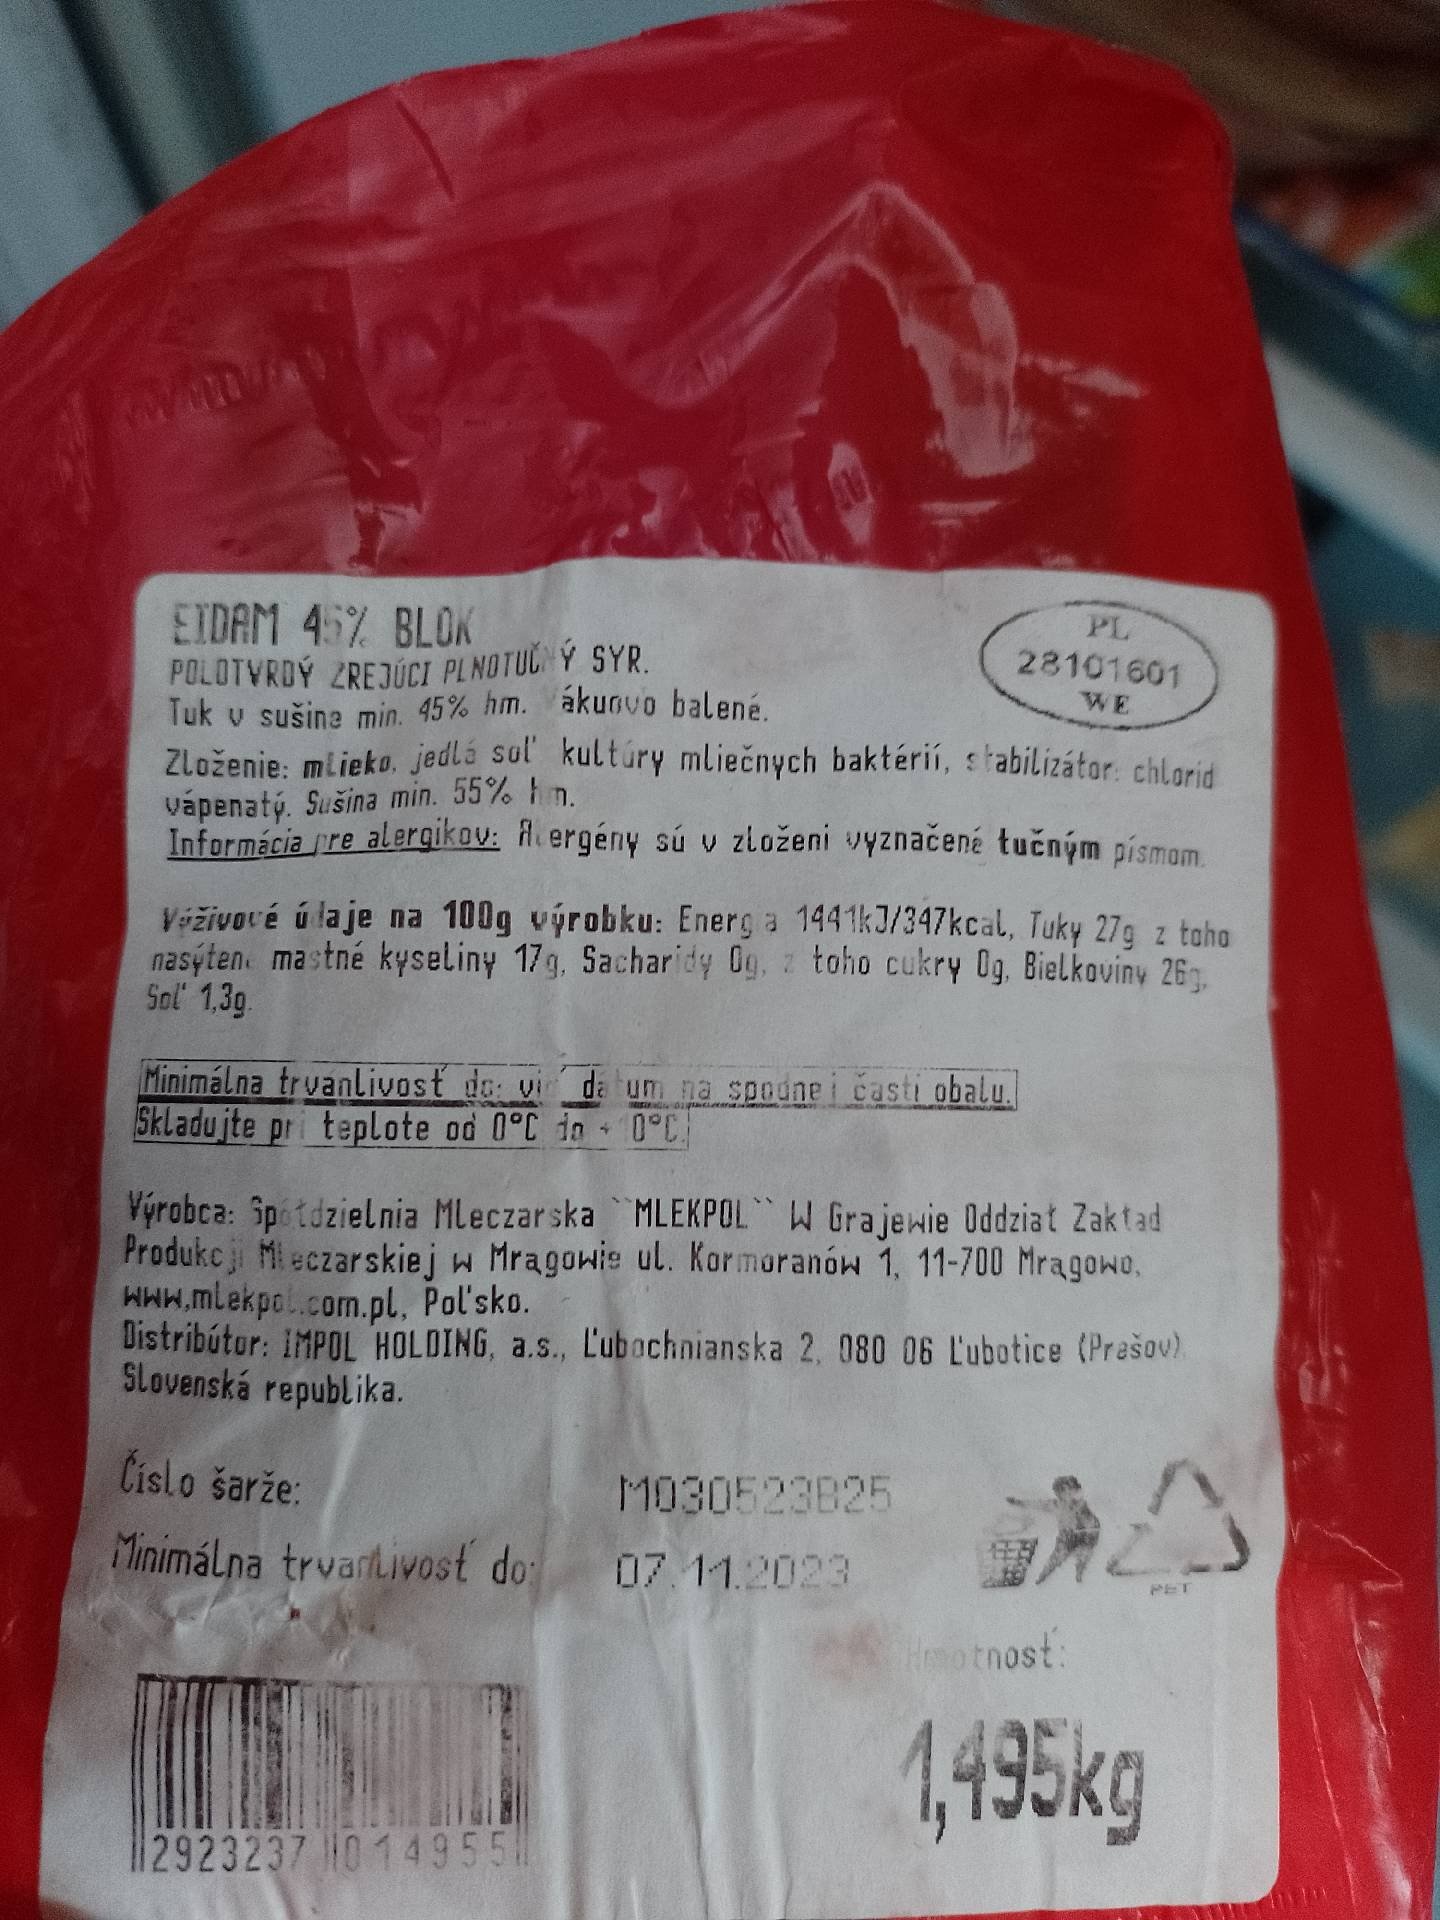 EIDAM 45% BLOK
POLOTVRDÝ ZREJÚCI PLNOTUČNÝ SYR.
Tuk v sušine min. 45% hm. vákuovo balené.
PL
28101601
WE
Zloženie: mlieko, jedlá soľ kultúry mliečnych baktérií, stabilizátor: chlorid
vápenatý. Sušina min. 55% hm.
Informácia pre alergikov: Alergény sú v zložení vyznačené tučným písmom.
Výživové údaje na 100g výrobku: Energia 1441kJ/347kcal, Tuky 27g z toho
nasýtené mastné kyseliny 17g, Sacharidy 0g, z toho cukry 0g, Bielkoviny 26g,
Soľ 1,3g.
Minimálna trvanlivosť do: viď dátum na spodnej časti obalu.
Skladujte pri teplote od 0°C do +10°C.
Výrobca: Spółdzielnia Mleczarska ``MLEKPOL`` W Grajewie Oddział Zakład
Produkcji Mleczarskiej w Mrągowie ul. Kormoranów 1, 11-700 Mrągowo,
www.mlekpol.com.pl, Poľsko.
Distribútor: IMPOL HOLDING, a.s., Ľubochnianska 2, 080 06 Ľubotice (Prešov).
Slovenská republika.
Číslo šarže: M030523B25
Minimálna trvanlivosť do: 07.11.2023
PET
Hmotnosť:
1,495kg
2923237 014955